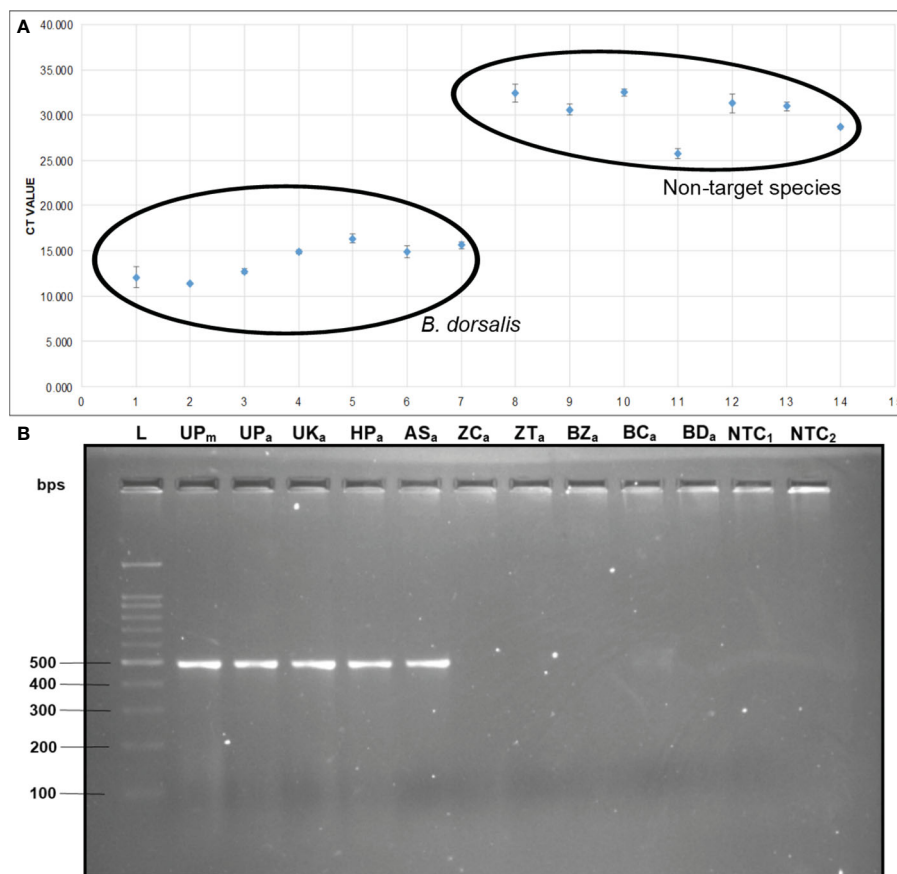 A
40.000
35.000
30.000
25.000
20.000
15.000
10.000
5.000
0.000
CT VALUE
Non-target species
B. dorsalis
0 1 2 3 4 5 6 7 8 9 10 11 12 13 14 15
B
L UPm UPa UKa HPa ASa ZCa ZTa BZa BCa BDa NTC1 NTC2
bps
500
400
300
200
100